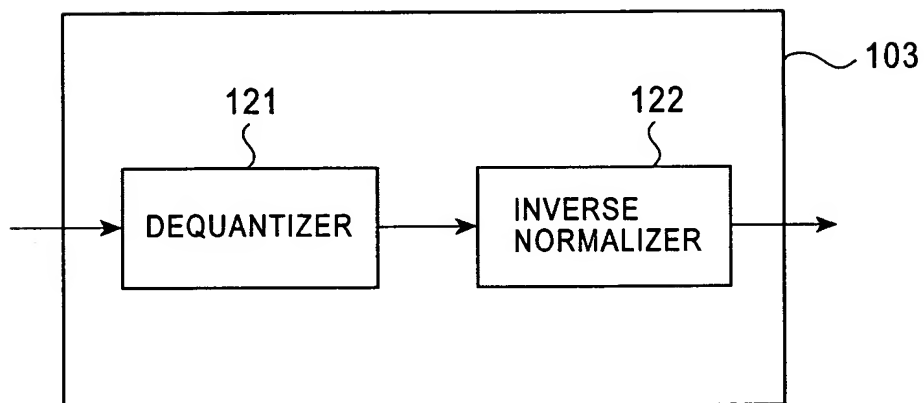 103
121
122
DEQUANTIZER
INVERSE
NORMALIZER